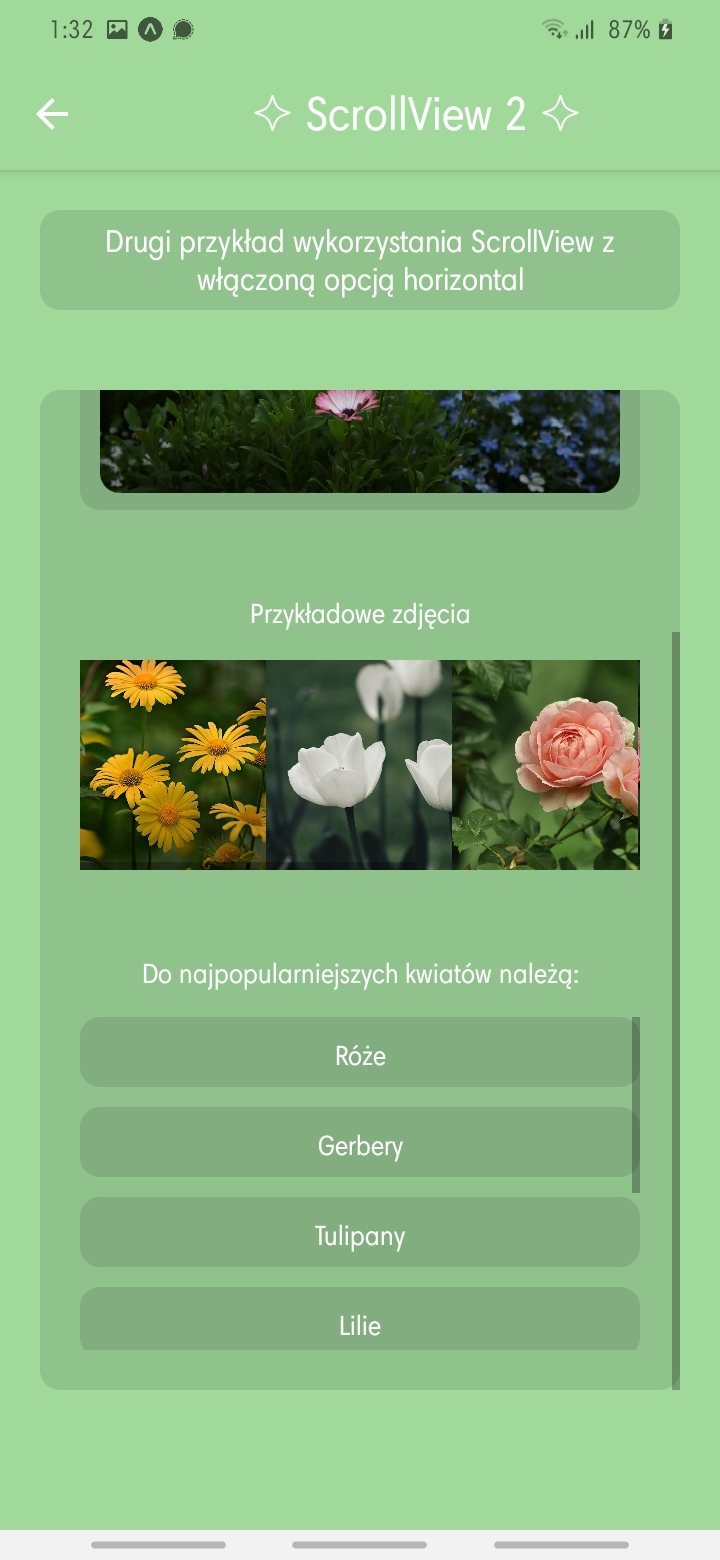 1:32
87%
✧ ScrollView 2 ✧
Drugi przykład wykorzystania ScrollView z
włączoną opcją horizontal
Przykładowe zdjęcia
Do najpopularniejszych kwiatów należą:
Róże
Gerbery
Tulipany
Lilie